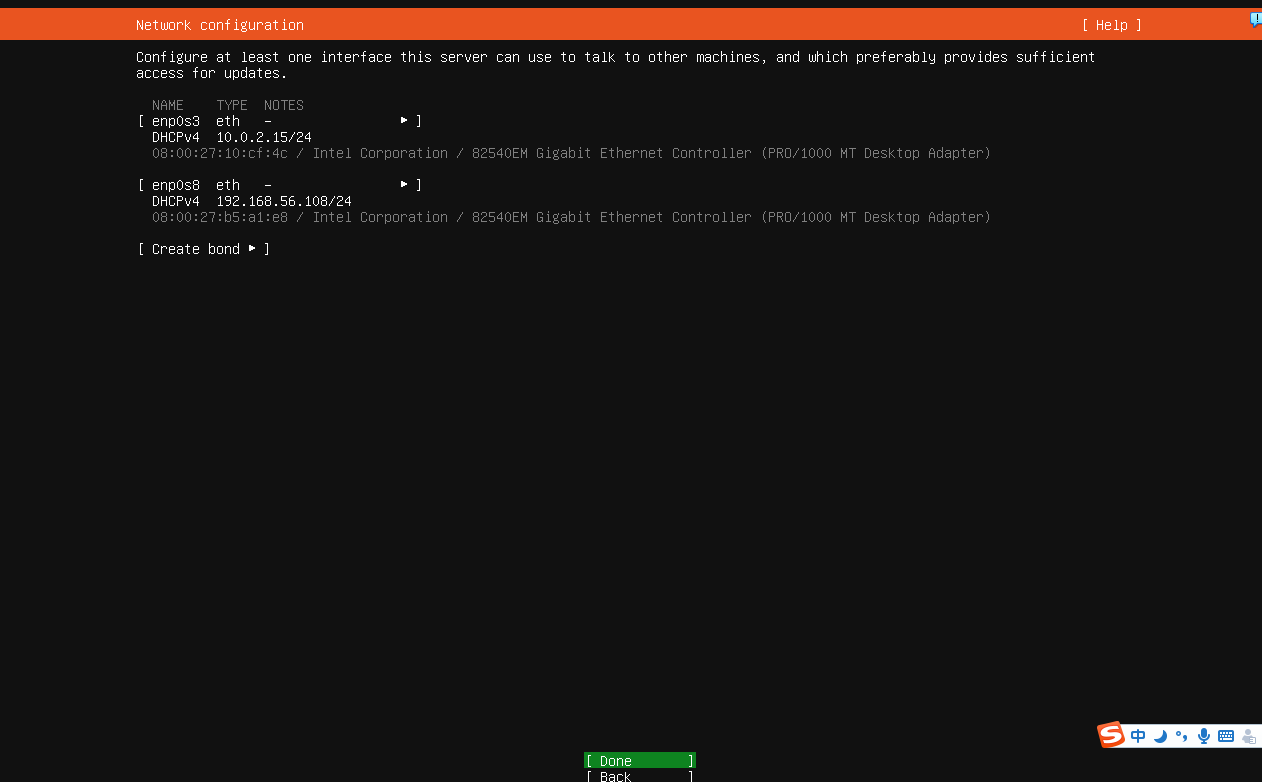 Network configuration [ Help ]
Configure at least one interface this server can use to talk to other machines, and which preferably provides sufficient
access for updates.
NAME TYPE NOTES
[ enp0s3 eth – ▸ ]
DHCPv4 10.0.2.15/24
08:00:27:10:cf:4c / Intel Corporation / 82540EM Gigabit Ethernet Controller (PRO/1000 MT Desktop Adapter)
[ enp0s8 eth – ▸ ]
DHCPv4 192.168.56.108/24
08:00:27:b5:a1:e8 / Intel Corporation / 82540EM Gigabit Ethernet Controller (PRO/1000 MT Desktop Adapter)
[ Create bond ▸ ]
S 中 °,
[ Done ]
[ Back ]